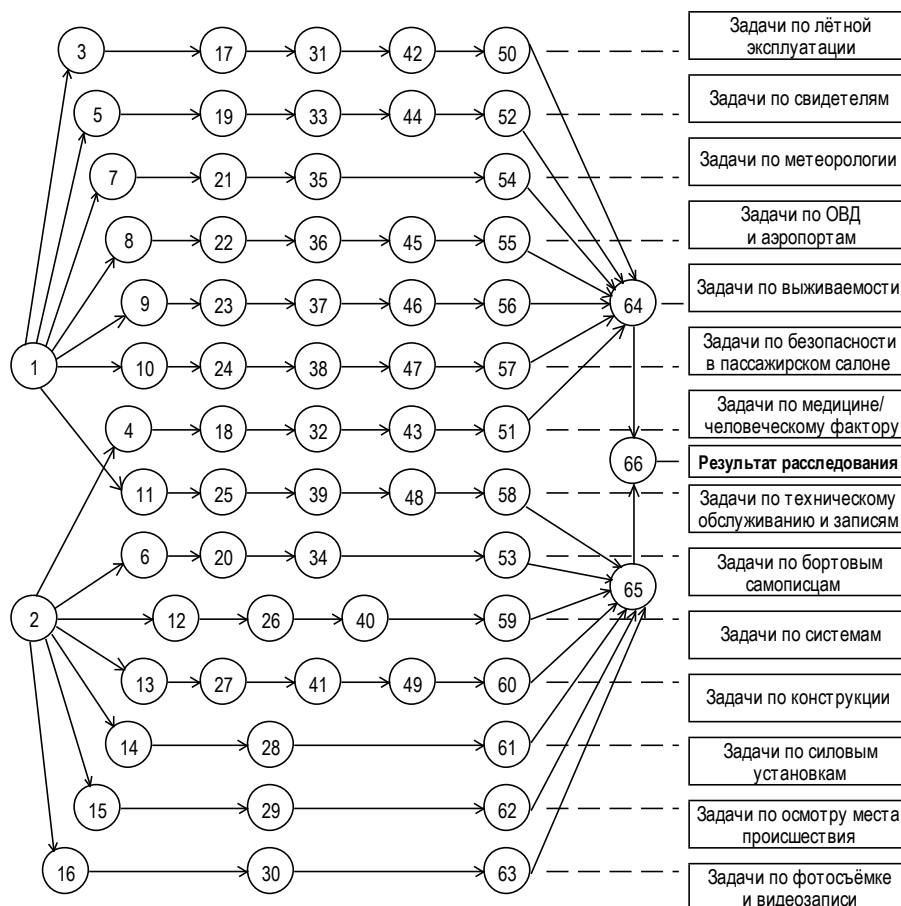 3 17 31 42 50
Задачи по лётной
эксплуатации
5 19 33 44 52
Задачи по свидетелям
7 21 35 54
Задачи по метеорологии
8 22 36 45 55
Задачи по ОВД
и аэропортам
9 23 37 46 56 64
Задачи по выживаемости
1 10 24 38 47 57
Задачи по безопасности
в пассажирском салоне
4 18 32 43 51
Задачи по медицине/
человеческому фактору
66
Результат расследования
11 25 39 48 58
Задачи по техническому
обслуживанию и записям
6 20 34 53
Задачи по бортовым
самописцам
65
2 12 26 40 59
Задачи по системам
13 27 41 49 60
Задачи по конструкции
14 28 61
Задачи по силовым
установкам
15 29 62
Задачи по осмотру места
происшествия
16 30 63
Задачи по фотосъёмке
и видеозаписи